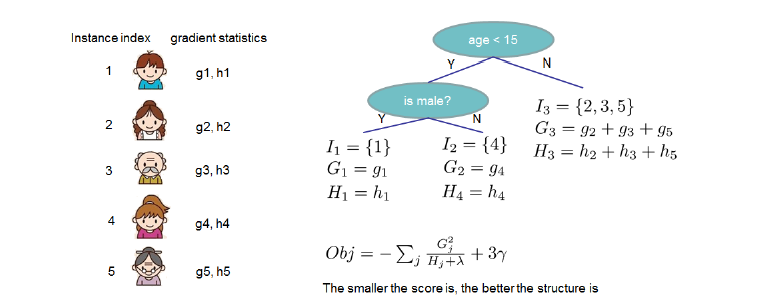 Instance index gradient statistics
1 g1, h1
2 g2, h2
3 g3, h3
4 g4, h4
5 g5, h5
age < 15
Y N
is male?
Y N
I₁ = {1}
G₁ = g₁
H₁ = h₁
I₂ = {4}
G₂ = g₄
H₄ = h₄
I₃ = {2, 3, 5}
G₃ = g₂ + g₃ + g₅
H₃ = h₂ + h₃ + h₅
Obj = − ∑ⱼ Gⱼ²/(Hⱼ+λ) + 3γ
The smaller the score is, the better the structure is